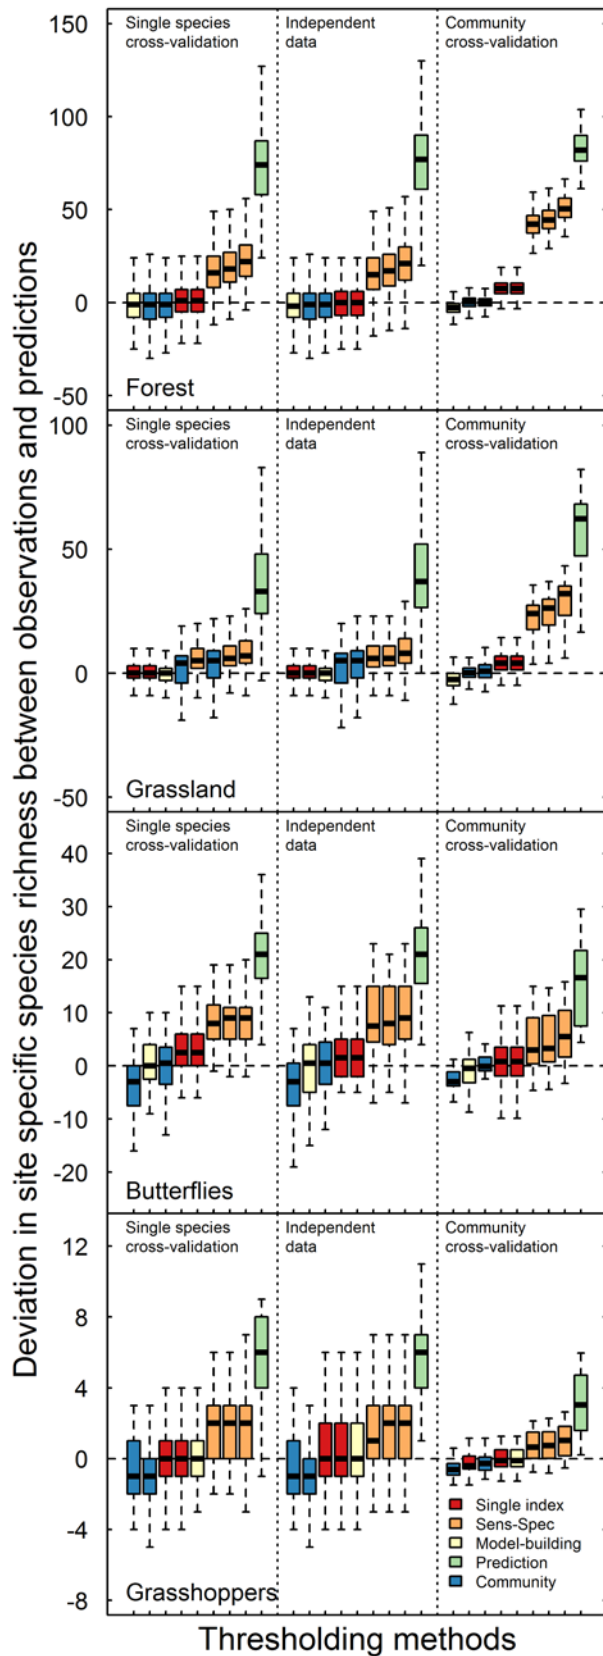 Deviation in site specific species richness between observations and predictions
150
100
50
0
-50
Single species
cross-validation
Independent
data
Community
cross-validation
Forest
100
50
0
-50
Single species
cross-validation
Independent
data
Community
cross-validation
Grassland
40
30
20
10
0
-10
-20
Single species
cross-validation
Independent
data
Community
cross-validation
Butterflies
12
8
4
0
-4
-8
Single species
cross-validation
Independent
data
Community
cross-validation
Single index
Sens-Spec
Model-building
Prediction
Community
Grasshoppers
Thresholding methods